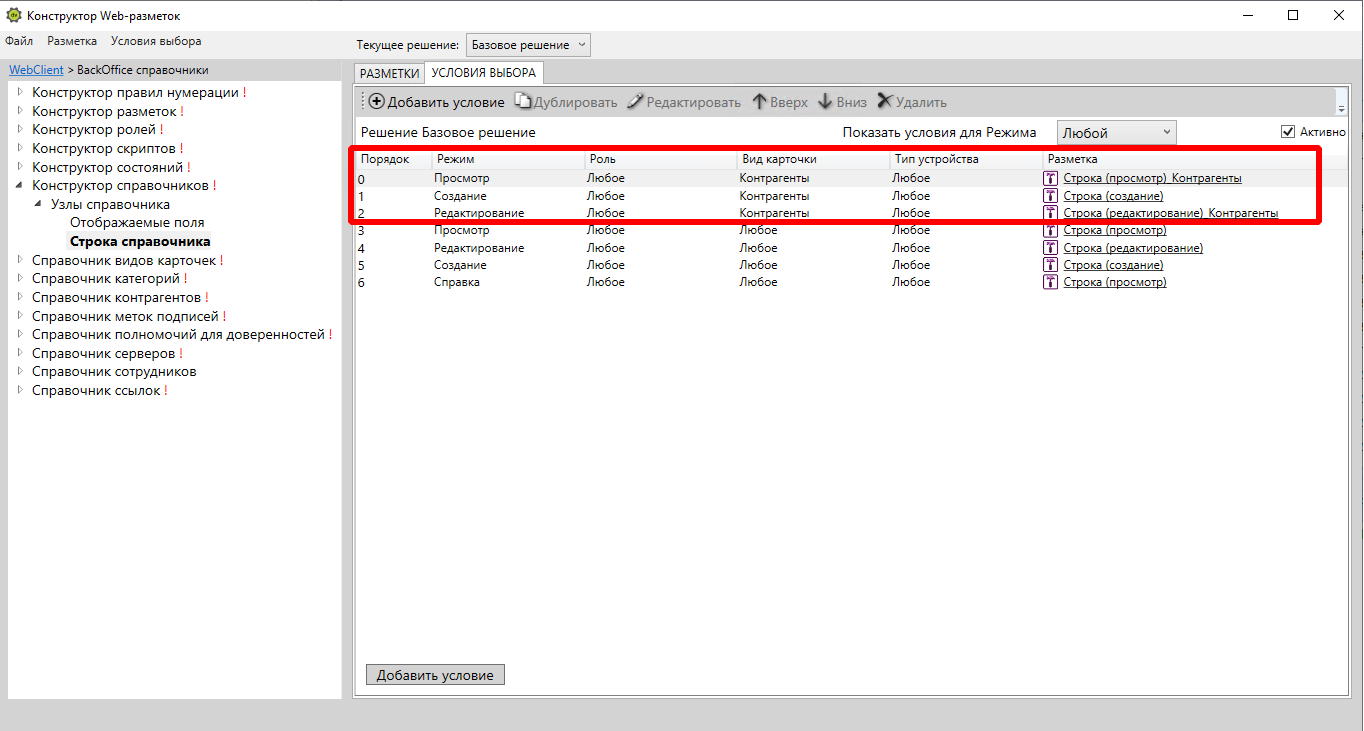 Конструктор Web-разметок
Файл Разметка Условия выбора
Текущее решение: Базовое решение
WebClient > BackOffice справочники
Конструктор правил нумерации !
Конструктор разметок !
Конструктор ролей !
Конструктор скриптов !
Конструктор состояний !
Конструктор справочников !
Узлы справочника
Отображаемые поля
Строка справочника
Справочник видов карточек !
Справочник категорий !
Справочник контрагентов !
Справочник меток подписей !
Справочник полномочий для доверенностей !
Справочник серверов !
Справочник сотрудников
Справочник ссылок !
РАЗМЕТКИ УСЛОВИЯ ВЫБОРА
Добавить условие Дублировать Редактировать Вверх Вниз Удалить
Решение Базовое решение Показать условия для Режима Любой Активно
Порядок Режим Роль Вид карточки Тип устройства Разметка
0 Просмотр Любое Контрагенты Любое Строка (просмотр)_Контрагенты
1 Создание Любое Контрагенты Любое Строка (создание)
2 Редактирование Любое Контрагенты Любое Строка (редактирование)_Контрагенты
3 Просмотр Любое Любое Любое Строка (просмотр)
4 Редактирование Любое Любое Любое Строка (редактирование)
5 Создание Любое Любое Любое Строка (создание)
6 Справка Любое Любое Любое Строка (просмотр)
Добавить условие